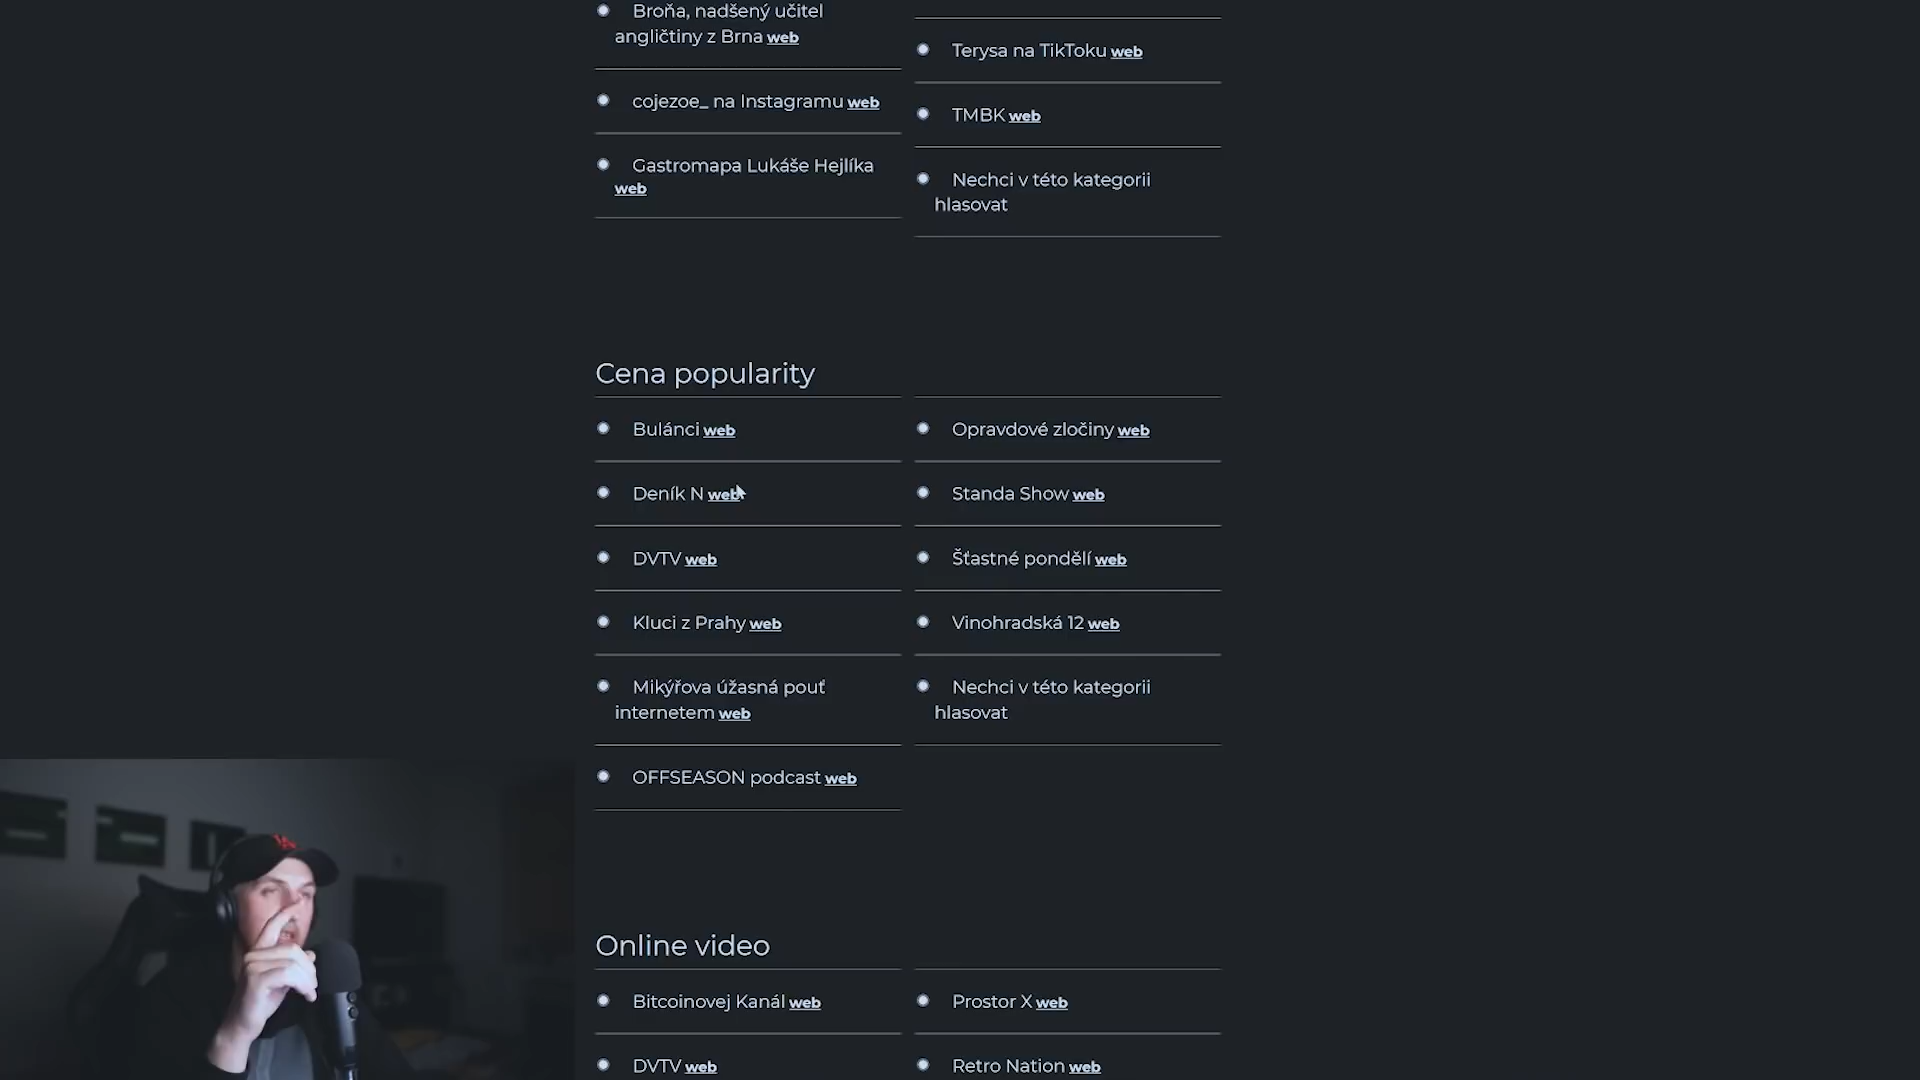 Broňa, nadšený učitel
angličtiny z Brna web
cojezoe_ na Instagramu web
Gastromapa Lukáše Hejlíka
web
Terysa na TikToku web
TMBK web
Nechci v této kategorii
hlasovat
Cena popularity
Bulánci web
Deník N web
DVTV web
Kluci z Prahy web
Mikýřova úžasná pouť
internetem web
OFFSEASON podcast web
Opravdové zločiny web
Standa Show web
Šťastné pondělí web
Vinohradská 12 web
Nechci v této kategorii
hlasovat
Online video
Bitcoinovej Kanál web
DVTV web
Prostor X web
Retro Nation web